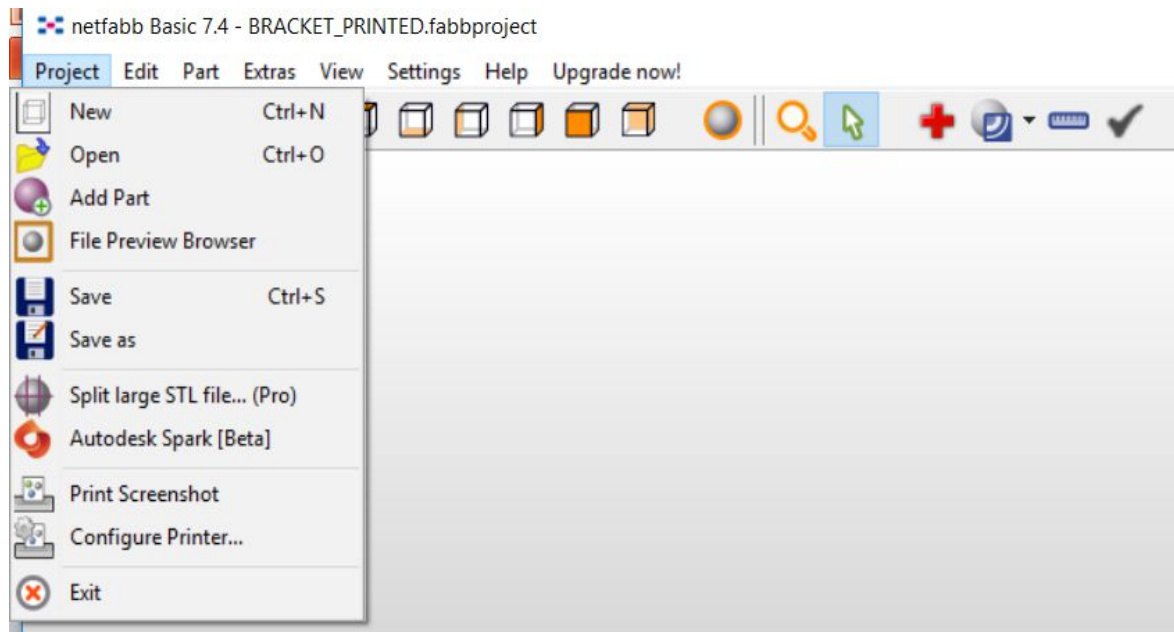 netfabb Basic 7.4 - BRACKET_PRINTED.fabbproject
Project Edit Part Extras View Settings Help Upgrade now!
New Ctrl+N
Open Ctrl+O
Add Part
File Preview Browser
Save Ctrl+S
Save as
Split large STL file... (Pro)
Autodesk Spark [Beta]
Print Screenshot
Configure Printer...
Exit